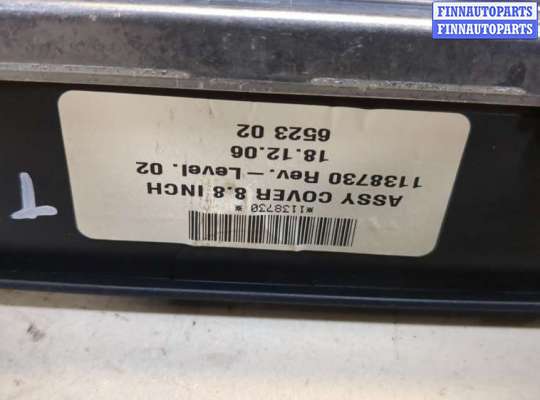 FINNAUTOPARTS
FINNAUTOPARTS
*1138730 *
ASSY COVER 8.8 INCH
1138730 Rev.-Level. 02
18.12.06
6523 02